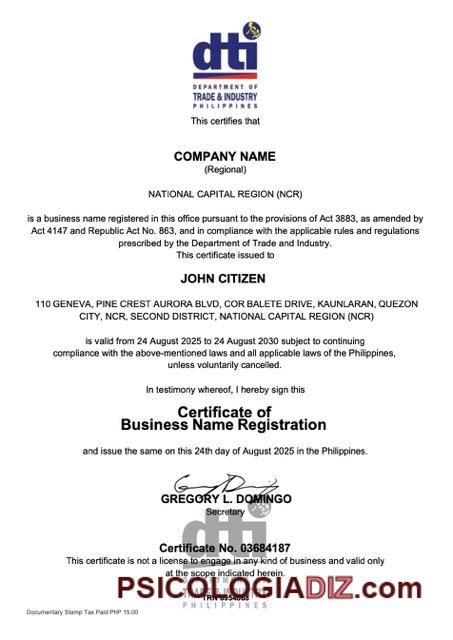 dti
DEPARTMENT OF
TRADE & INDUSTRY
PHILIPPINES
This certifies that
COMPANY NAME
(Regional)
NATIONAL CAPITAL REGION (NCR)
is a business name registered in this office pursuant to the provisions of Act 3883, as amended by
Act 4147 and Republic Act No. 863, and in compliance with the applicable rules and regulations
prescribed by the Department of Trade and Industry.
This certificate issued to
JOHN CITIZEN
110 GENEVA, PINE CREST AURORA BLVD, COR BALETE DRIVE, KAUNLARAN, QUEZON
CITY, NCR, SECOND DISTRICT, NATIONAL CAPITAL REGION (NCR)
is valid from 24 August 2025 to 24 August 2030 subject to continuing
compliance with the above-mentioned laws and all applicable laws of the Philippines,
unless voluntarily cancelled.
In testimony whereof, I hereby sign this
Certificate of
Business Name Registration
and issue the same on this 24th day of August 2025 in the Philippines.
GREGORY L. DOMINGO
Secretary
dti
Certificate No. 03684187
This certificate is not a license to engage in any kind of business and valid only
at the scope indicated herein.
PSICOLOGIADIZ.com
TRADE & INDUSTRY
PHILIPPINES
Documentary Stamp Tax Paid PhP 15.00